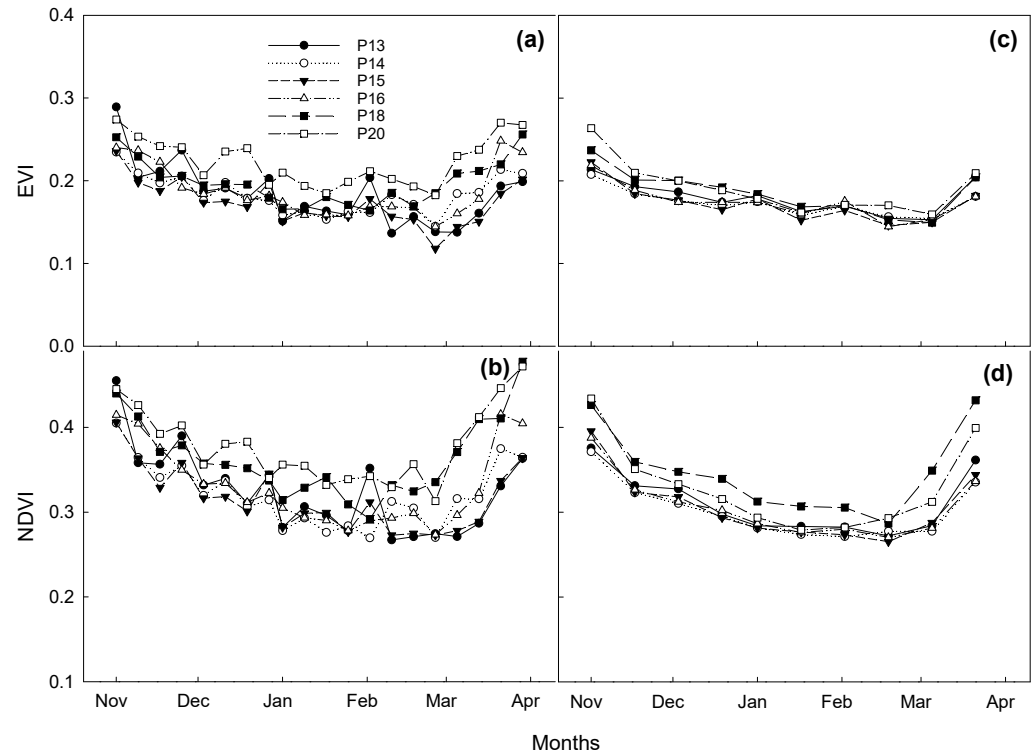 0.4
(a)
P13
P14
P15
P16
P18
P20
0.3
EVI
0.2
0.1
0.0
(c)
(b)
0.4
NDVI
0.3
0.2
0.1
Nov Dec Jan Feb Mar Apr
(d)
Nov Dec Jan Feb Mar Apr
Months